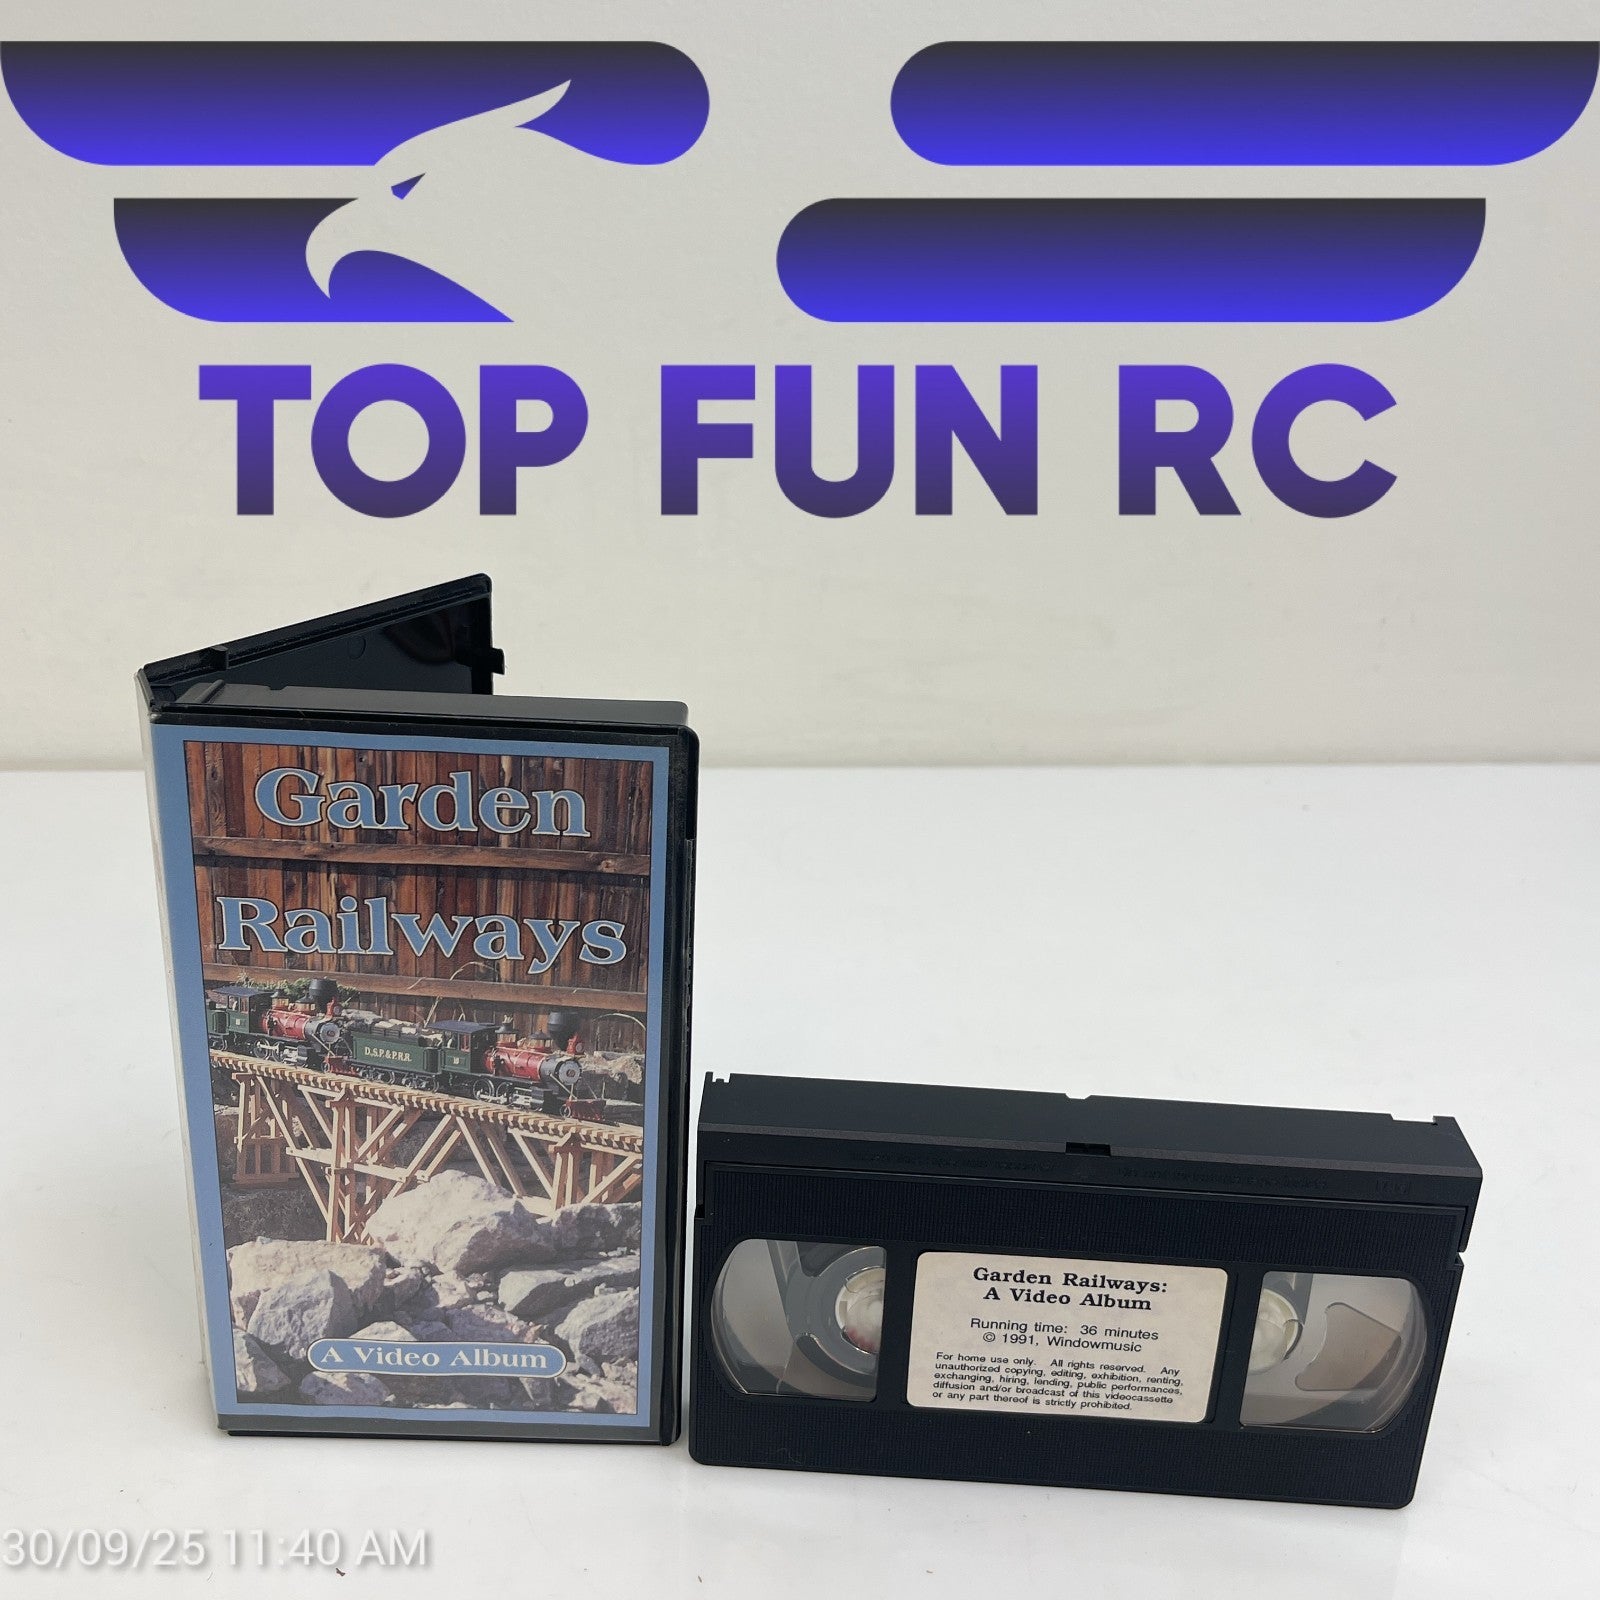 TOP FUN RC
Garden
Railways
D.S.P.& P.R.R.
A Video Album
Garden Railways:
A Video Album
Running time: 36 minutes
© 1991, Windowmusic
For home use only. All rights reserved. Any
unauthorized copying, editing, exhibition, renting,
exchanging, hiring, lending, public performances,
diffusion and/or broadcast of this videocassette
or any part thereof is strictly prohibited.
30/09/25 11:40 AM